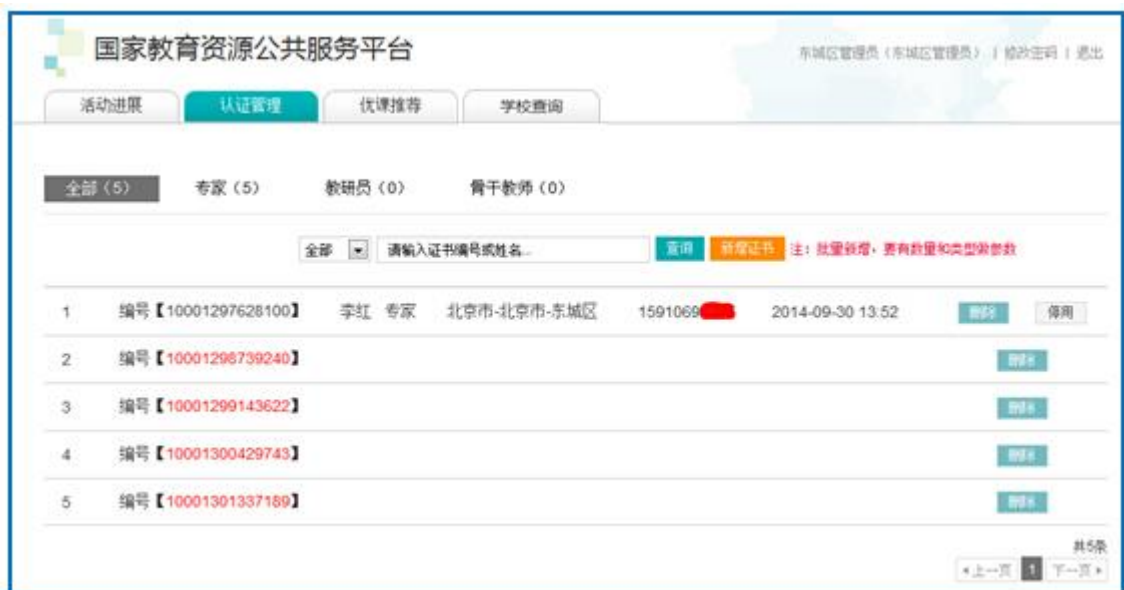 国家教育资源公共服务平台
东城区管理员（东城区管理员） | 修改密码 | 退出
活动进展 认证管理 优课推荐 学校查询
全部（5） 专家（5） 教研员（0） 骨干教师（0）
全部 请输入证书编号或姓名... 查询 新增证书 注：批量新增，要有数量和类型做参数
1 编号【10001297628100】 李红 专家 北京市-北京市-东城区 1591069 2014-09-30 13:52 删除 停用
2 编号【10001298739240】 删除
3 编号【10001299143622】 删除
4 编号【10001300429743】 删除
5 编号【10001301337189】 删除
共5条
上一页 1 下一页